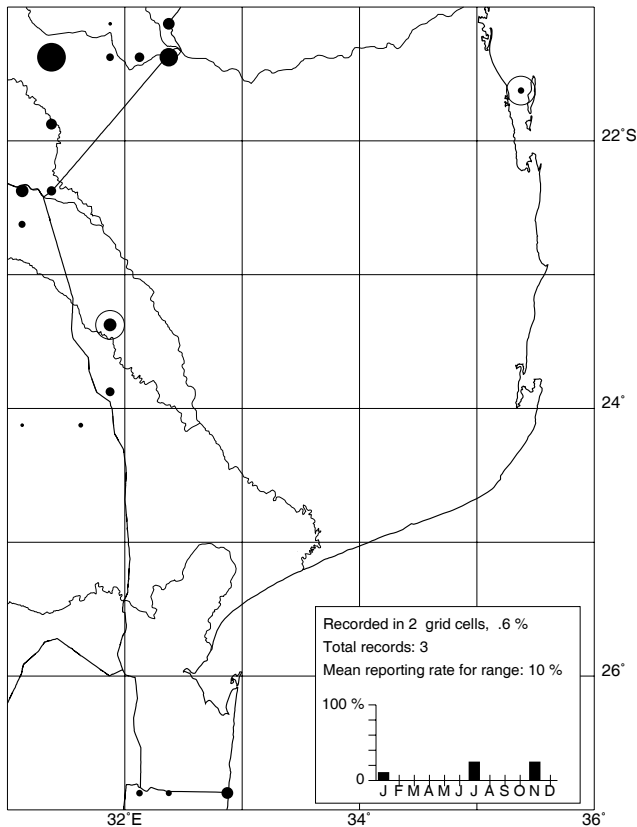 22˚S
24˚
26˚
Recorded in 2 grid cells, .6 %
Total records: 3
Mean reporting rate for range: 10 %
100 %
0
J F M A M J J A S O N D
32˚E
34˚
36˚